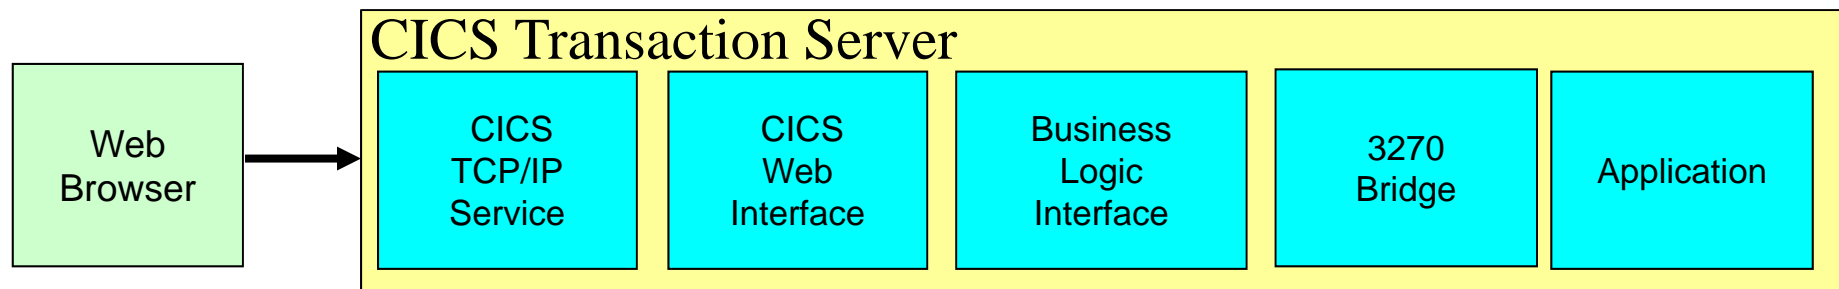 CICS Transaction Server
Web
Browser
CICS
TCP/IP
Service
CICS
Web
Interface
Business
Logic
Interface
3270
Bridge
Application